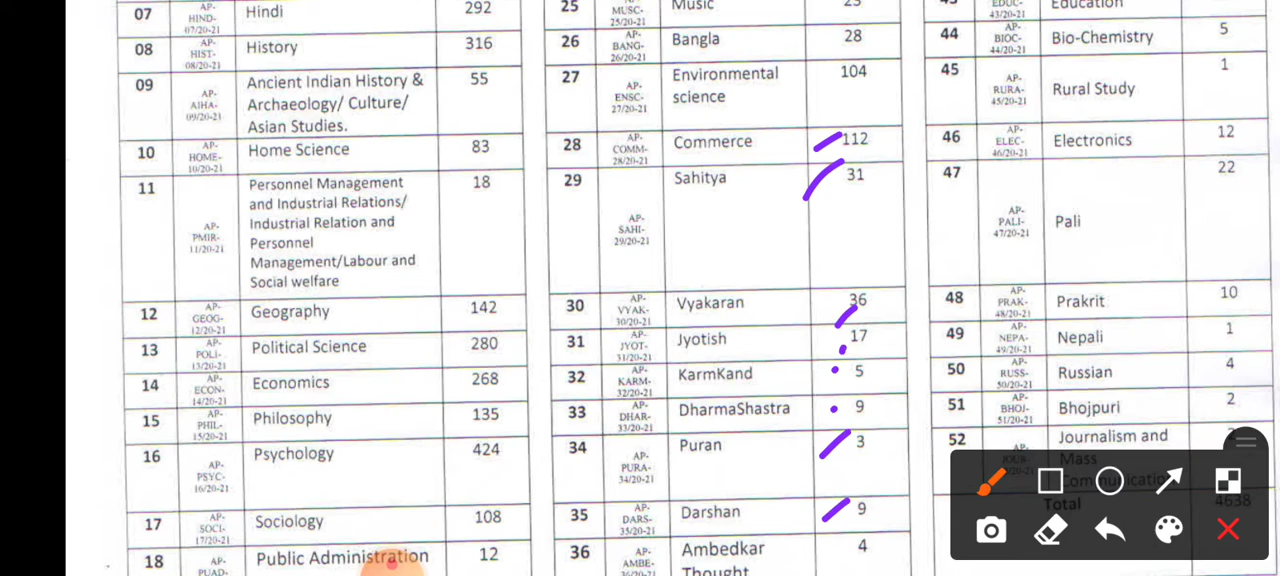 07 AP- Hindi 292
HIND-
07/20-21
08 AP- History 316
HIST-
08/20-21
09 AP- Ancient Indian History & 55
AIHA- Archaeology/ Culture/
09/20-21 Asian Studies.
10 AP- Home Science 83
HOME-
10/20-21
11 AP- Personnel Management 18
PMIR- and Industrial Relations/
11/20-21 Industrial Relation and
Personnel
Management/Labour and
Social welfare
12 AP- Geography 142
GEOG-
12/20-21
13 AP- Political Science 280
POLI-
13/20-21
14 AP- Economics 268
ECON-
14/20-21
15 AP- Philosophy 135
PHIL-
15/20-21
16 AP- Psychology 424
PSYC-
16/20-21
17 AP- Sociology 108
SOCI-
17/20-21
18 AP- Public Administration 12
PUAD-
25 AP- Music
MUSC-
25/20-21
26 AP- Bangla 28
BANG-
26/20-21
27 AP- Environmental 104
ENSC- science
27/20-21
28 AP- Commerce 112
COMM-
28/20-21
29 AP- Sahitya 31
SAHI-
29/20-21
30 AP- Vyakaran 36
VYAK-
30/20-21
31 AP- Jyotish 17
JYOT-
31/20-21
32 AP- KarmKand 5
KARM-
32/20-21
33 AP- DharmaShastra 9
DHAR-
33/20-21
34 AP- Puran 3
PURA-
34/20-21
35 AP- Darshan 9
DARS-
35/20-21
36 AP- Ambedkar 4
AMBE- Thought
EDUC- Education
43/20-21
44 AP- Bio-Chemistry 5
BIOC-
44/20-21
45 AP- Rural Study 1
RURA-
45/20-21
46 AP- Electronics 12
ELEC-
46/20-21
47 AP- Pali 22
PALI-
47/20-21
48 AP- Prakrit 10
PRAK-
48/20-21
49 AP- Nepali 1
NEPA-
49/20-21
50 AP- Russian 4
RUSS-
50/20-21
51 AP- Bhojpuri 2
BHOJ-
51/20-21
52 AP- Journalism and
Mass
Communication
Total 4638